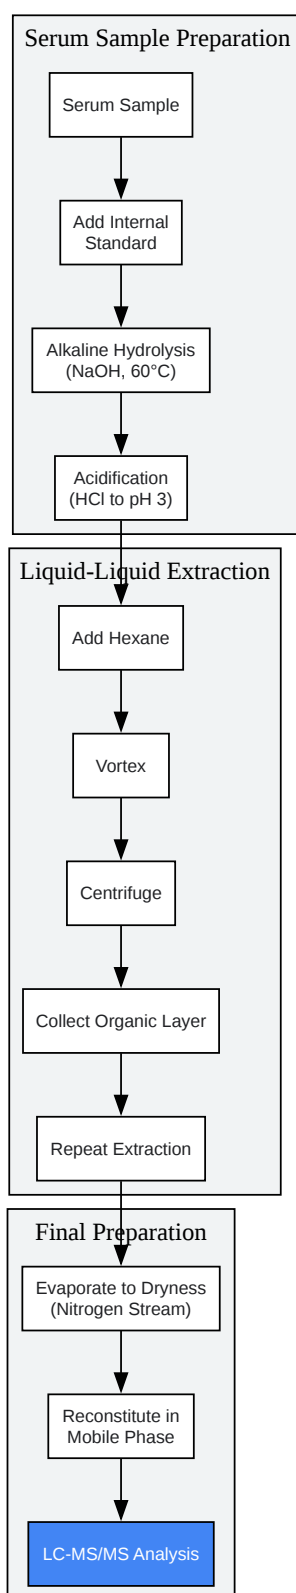 Serum Sample Preparation
Serum Sample
Add Internal
Standard
Alkaline Hydrolysis
(NaOH, 60°C)
Acidification
(HCl to pH 3)
Liquid-Liquid Extraction
Add Hexane
Vortex
Centrifuge
Collect Organic Layer
Repeat Extraction
Final Preparation
Evaporate to Dryness
(Nitrogen Stream)
Reconstitute in
Mobile Phase
LC-MS/MS Analysis